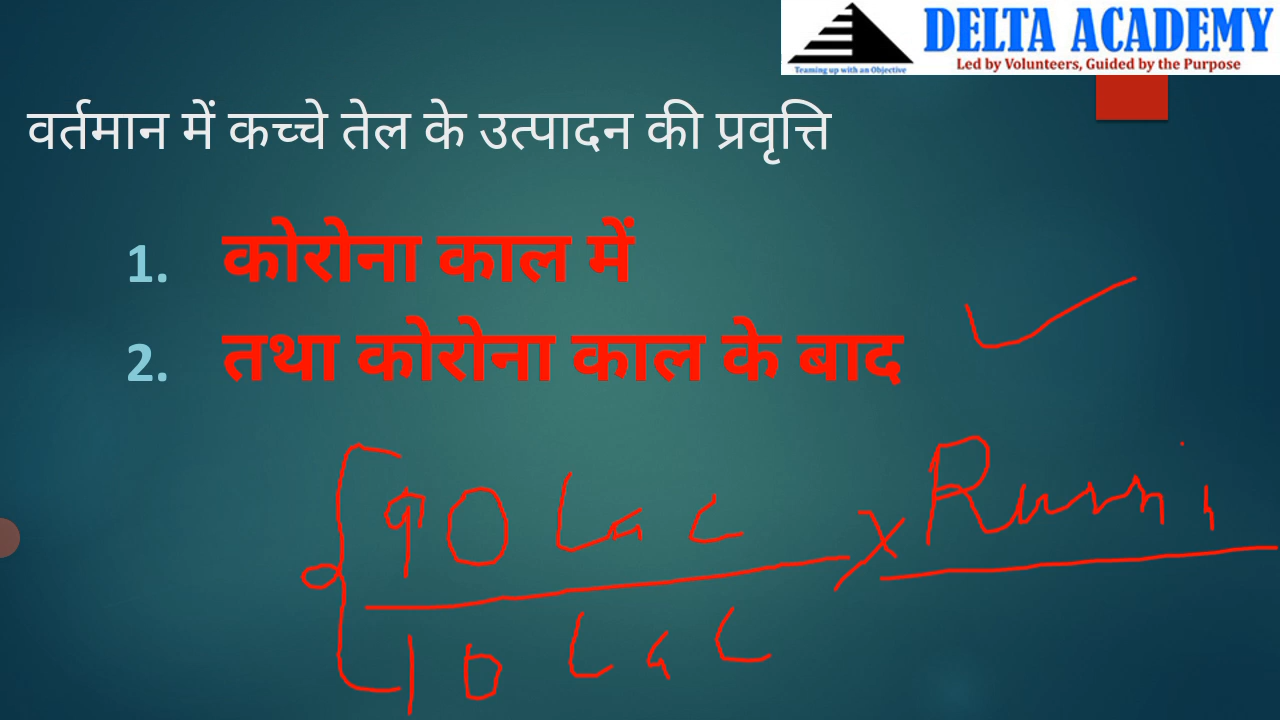 DELTA ACADEMY
Teaming up with an Objective
Led by Volunteers, Guided by the Purpose
वर्तमान में कच्चे तेल के उत्पादन की प्रवृत्ति
1. कोरोना काल में
2. तथा कोरोना काल के बाद
90 Lac
10 Lac